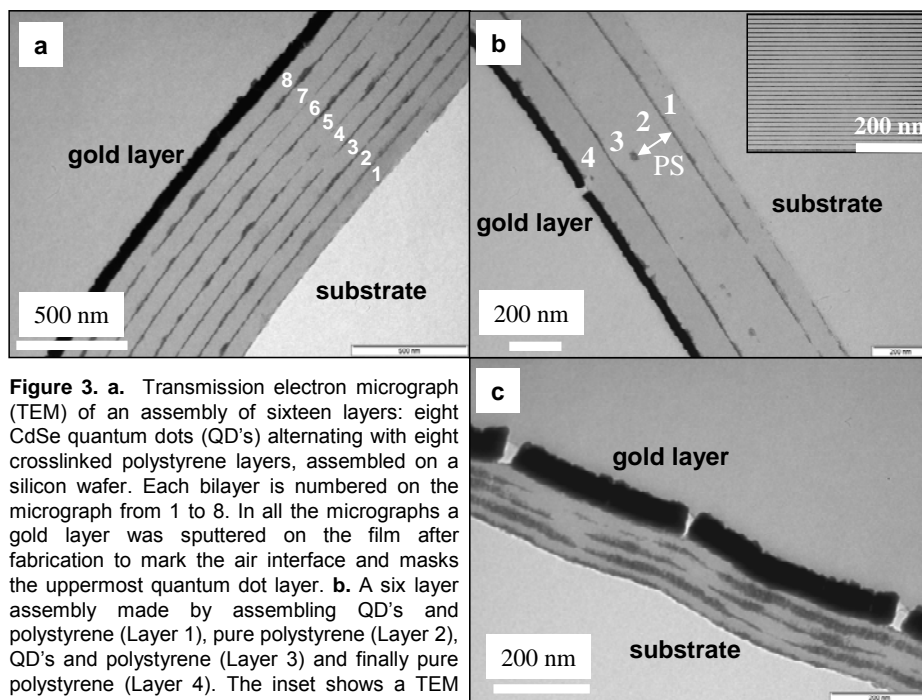 a
8
7
6
5
4
3
2
1
gold layer
substrate
500 nm
500 nm
b
200 nm
1
2
3
4
PS
substrate
gold layer
200 nm
200 nm
Figure 3. a. Transmission electron micrograph
(TEM) of an assembly of sixteen layers: eight
CdSe quantum dots (QD's) alternating with eight
crosslinked polystyrene layers, assembled on a
silicon wafer. Each bilayer is numbered on the
micrograph from 1 to 8. In all the micrographs a
gold layer was sputtered on the film after
fabrication to mark the air interface and masks
the uppermost quantum dot layer. b. A six layer
assembly made by assembling QD's and
polystyrene (Layer 1), pure polystyrene (Layer 2),
QD's and polystyrene (Layer 3) and finally pure
polystyrene (Layer 4). The inset shows a TEM
c
gold layer
substrate
200 nm
200 nm